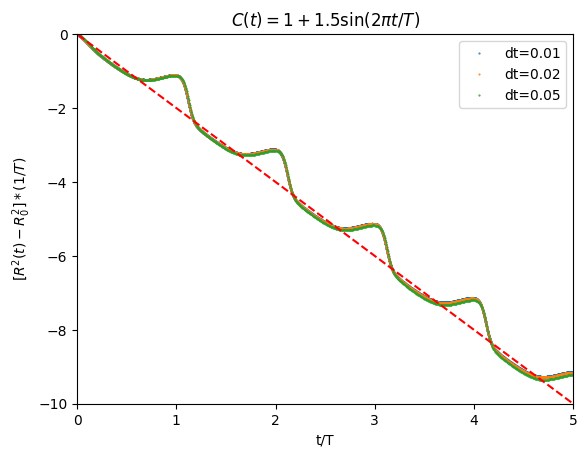 C(t) = 1 + 1.5sin(2πt/T)
dt=0.01
dt=0.02
dt=0.05
[R²(t) − R₀²] * (1/T)
0
−2
−4
−6
−8
−10
0 1 2 3 4 5
t/T